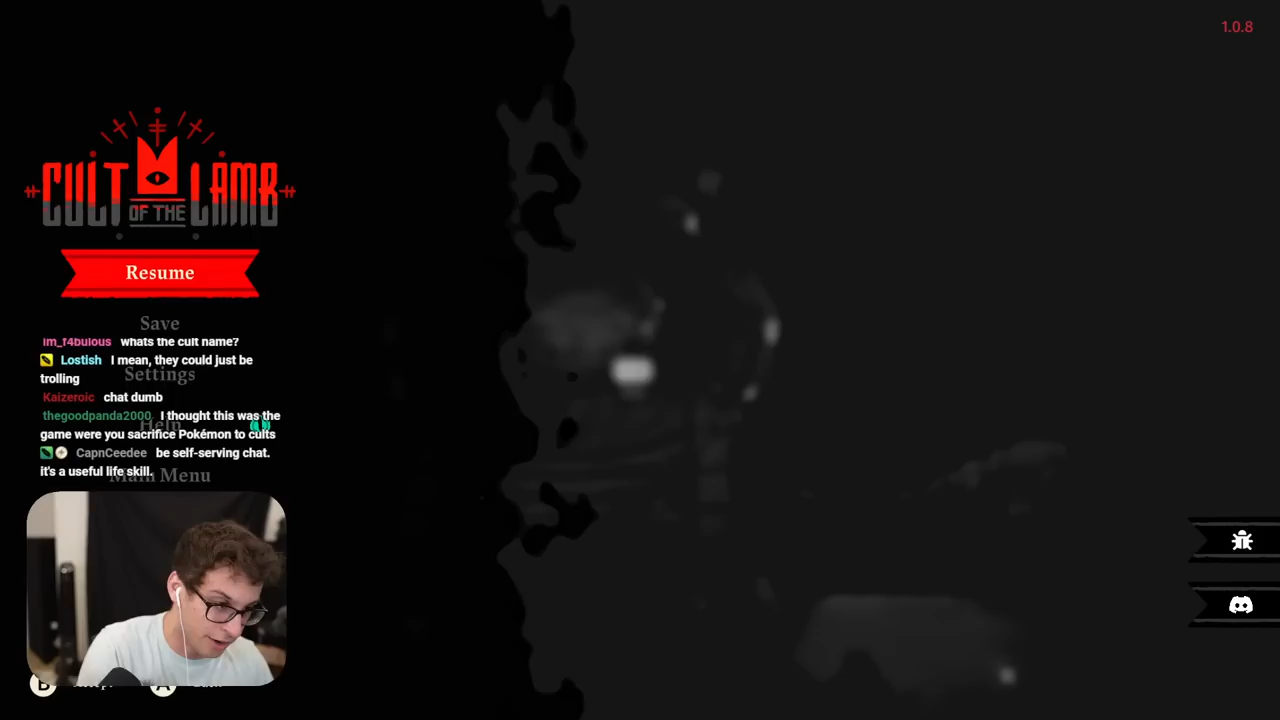 1.0.8
CULT OF THE LAMB
Resume
Save
Settings
Help
Main Menu
im_f4bulous whats the cult name?
Lostish I mean, they could just be
trolling
Kaizeroic chat dumb
thegoodpanda2000 I thought this was the
game were you sacrifice Pokémon to cults
CapnCeedee be self-serving chat.
it's a useful life skill.
B
A